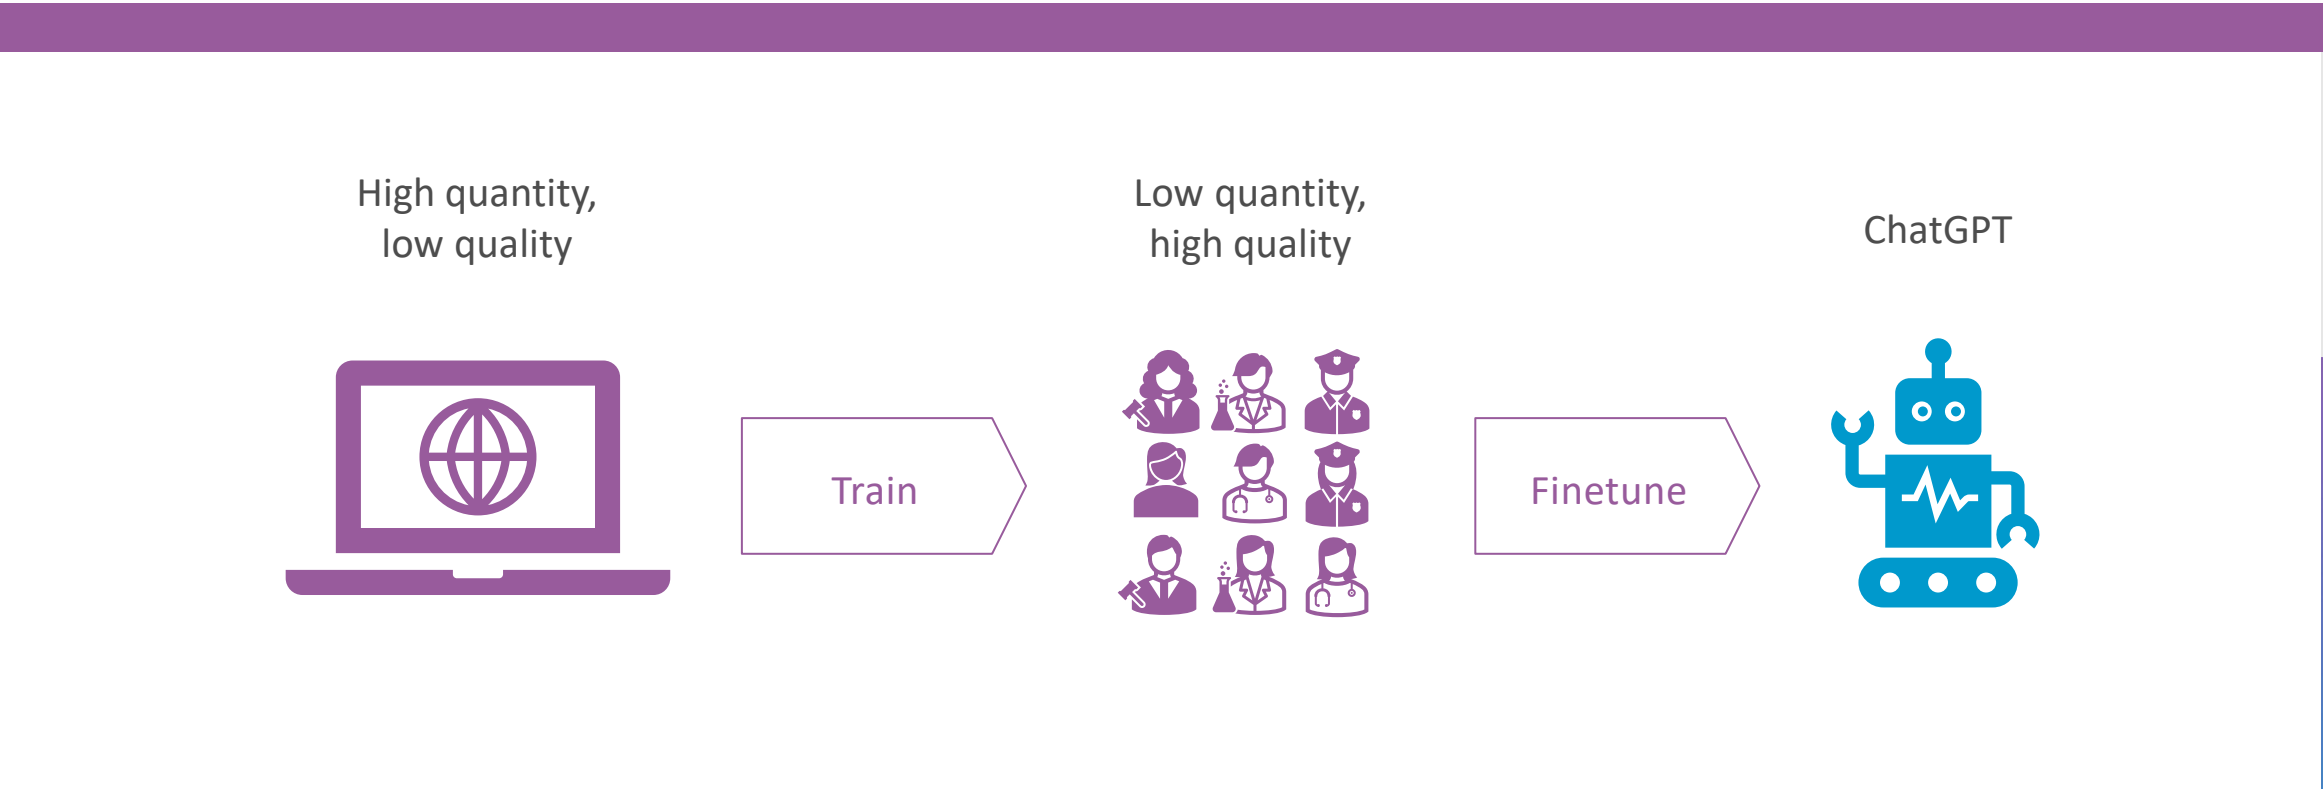 High quantity,
low quality
Low quantity,
high quality
ChatGPT
Train
Finetune